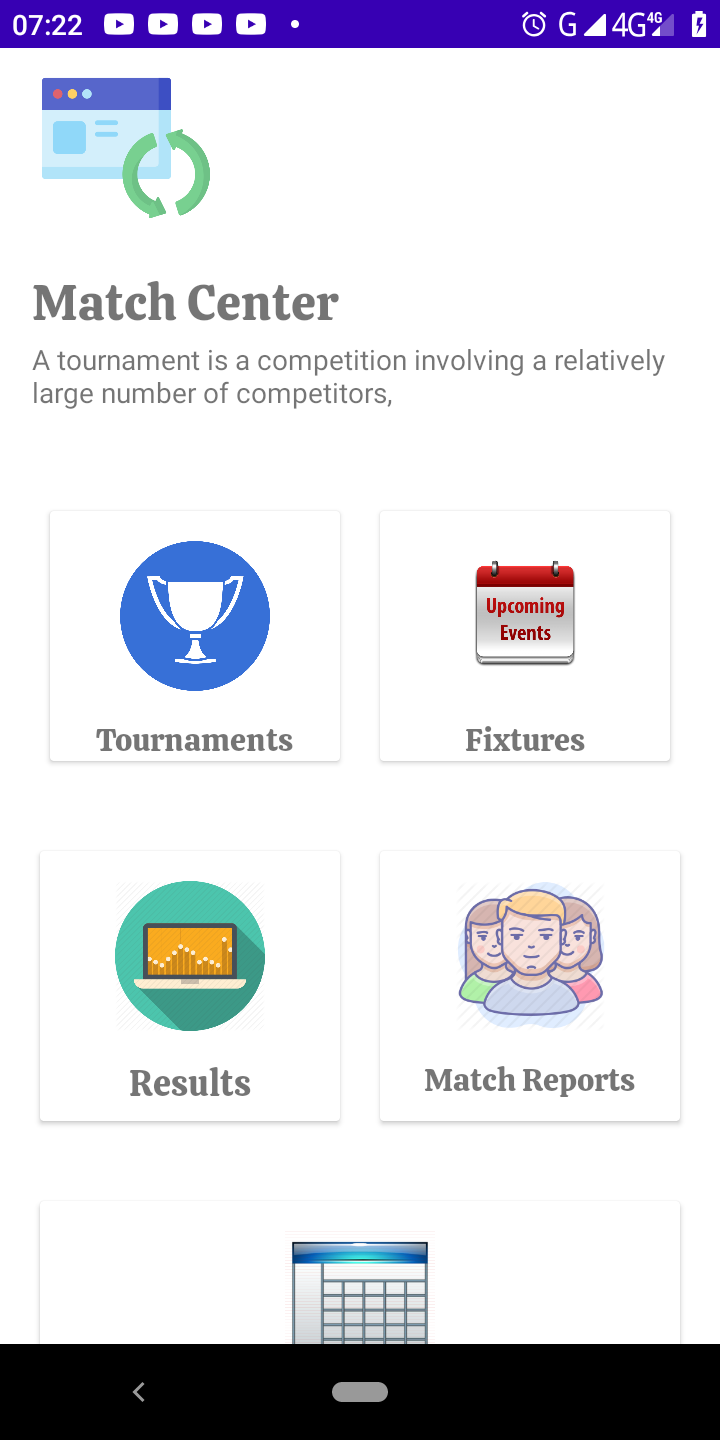 07:22
G 4G 4G
Match Center
A tournament is a competition involving a relatively
large number of competitors,
Upcoming
Events
Tournaments
Fixtures
Results
Match Reports